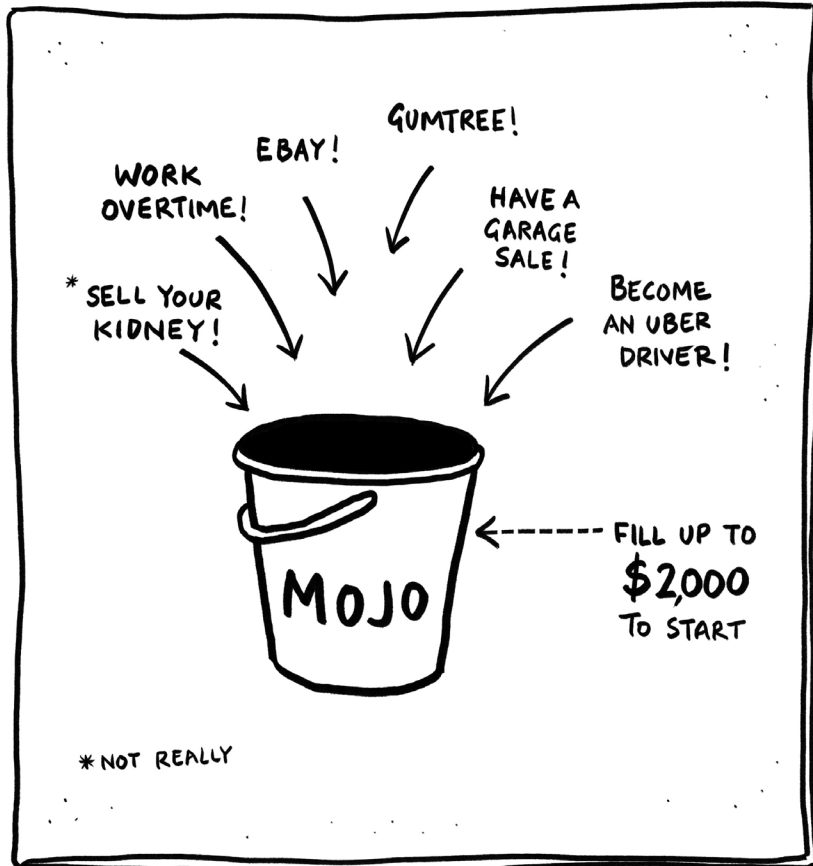 GUMTREE!
EBAY!
WORK
OVERTIME!
HAVE A
GARAGE
SALE!
* SELL YOUR
KIDNEY!
BECOME
AN UBER
DRIVER!
FILL UP TO
$2,000
TO START
MOJO
* NOT REALLY